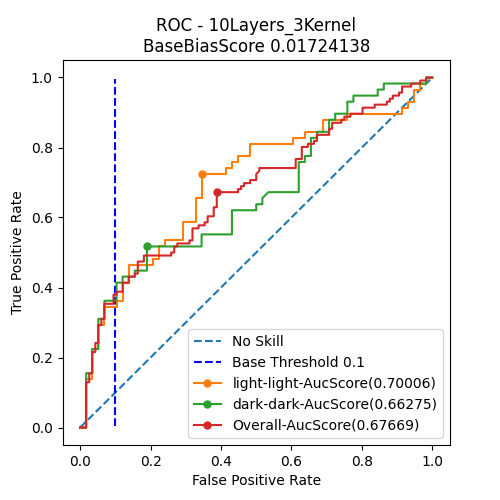 ROC - 10Layers_3Kernel
BaseBiasScore 0.01724138
True Positive Rate
1.0
0.8
0.6
0.4
0.2
0.0
No Skill
Base Threshold 0.1
light-light-AucScore(0.70006)
dark-dark-AucScore(0.66275)
Overall-AucScore(0.67669)
0.0 0.2 0.4 0.6 0.8 1.0
False Positive Rate